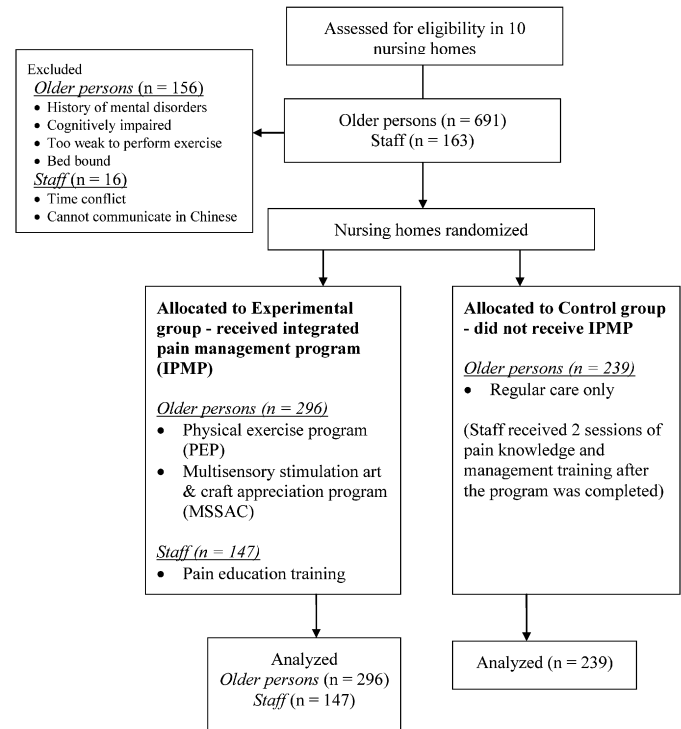 Assessed for eligibility in 10
nursing homes
Excluded
Older persons (n = 156)
• History of mental disorders
• Cognitively impaired
• Too weak to perform exercise
• Bed bound
Staff (n = 16)
• Time conflict
• Cannot communicate in Chinese
Older persons (n = 691)
Staff (n = 163)
Nursing homes randomized
Allocated to Experimental
group - received integrated
pain management program
(IPMP)
Older persons (n = 296)
• Physical exercise program
(PEP)
• Multisensory stimulation art
& craft appreciation program
(MSSAC)
Staff (n = 147)
• Pain education training
Allocated to Control group
- did not receive IPMP
Older persons (n = 239)
• Regular care only
(Staff received 2 sessions of
pain knowledge and
management training after
the program was completed)
Analyzed
Older persons (n = 296)
Staff (n = 147)
Analyzed (n = 239)